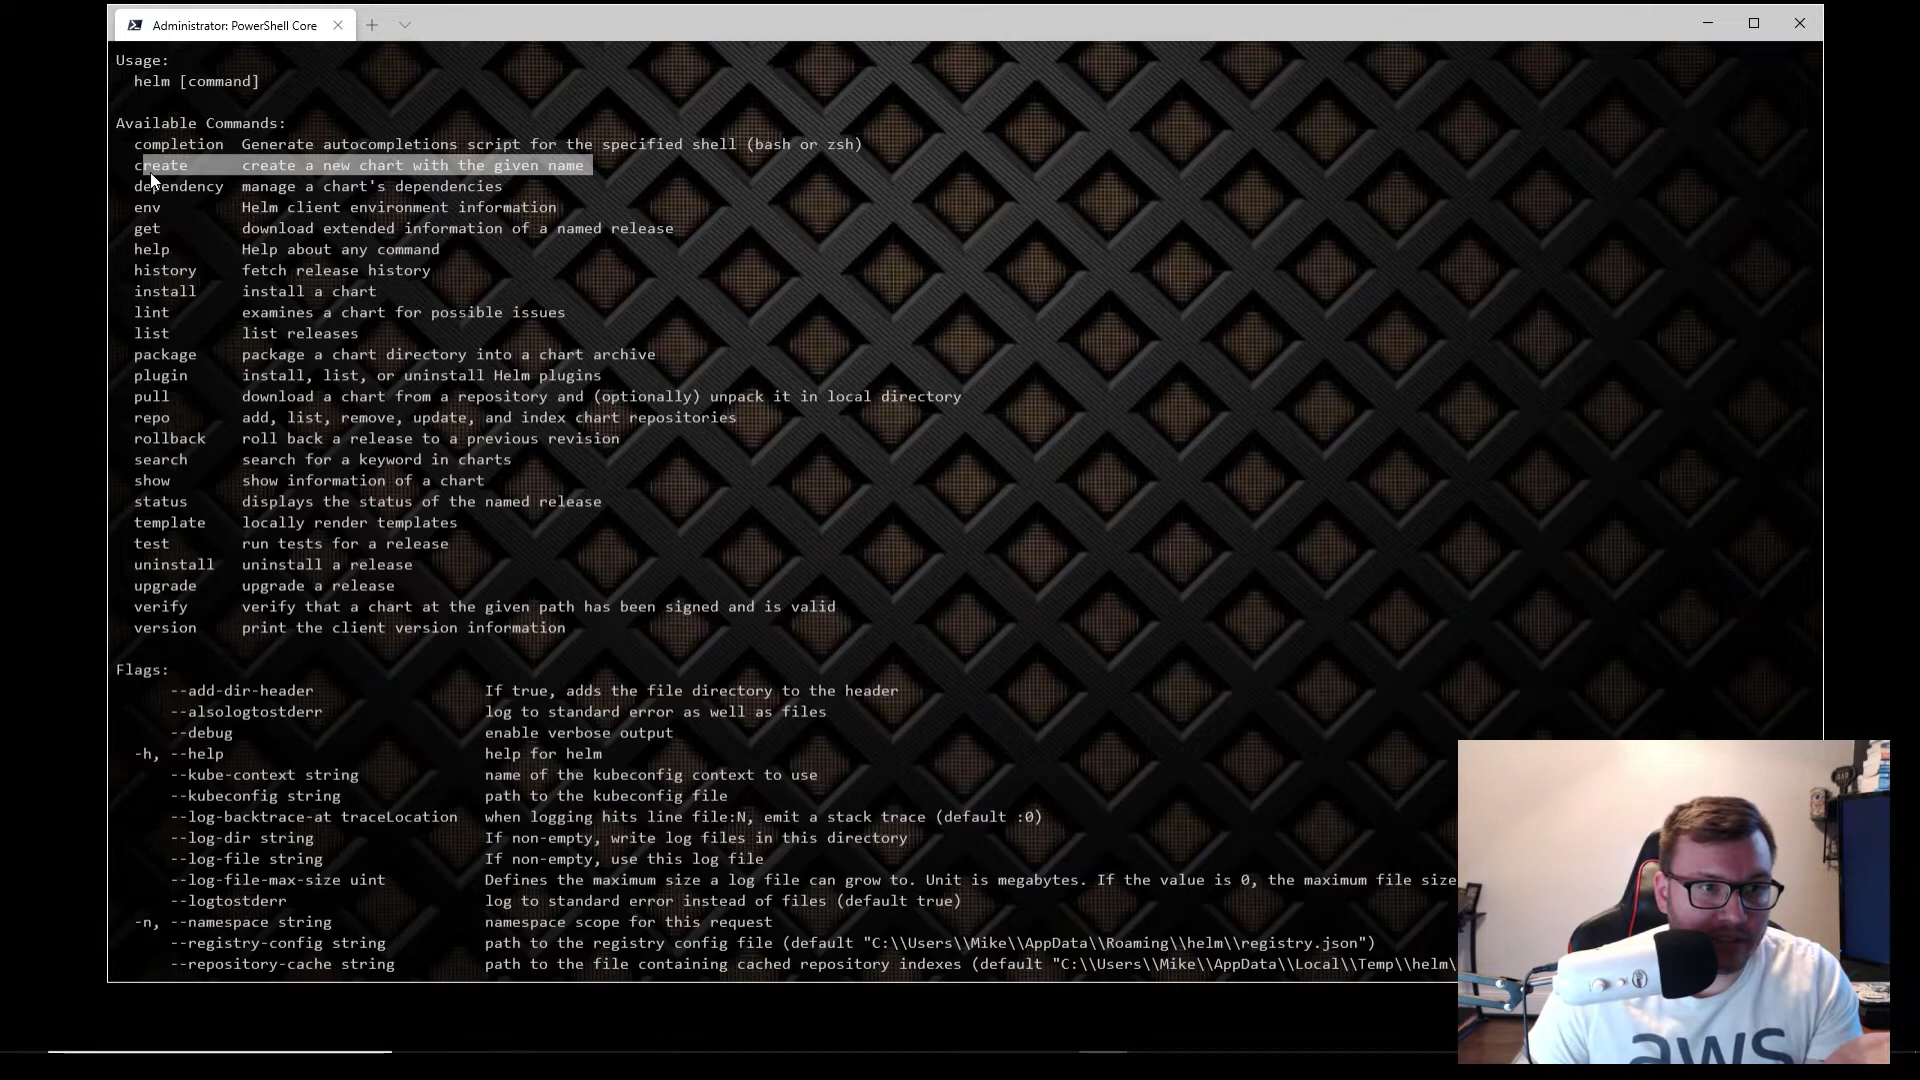 Administrator: PowerShell Core
Usage:
helm [command]
Available Commands:
completion Generate autocompletions script for the specified shell (bash or zsh)
create create a new chart with the given name
dependency manage a chart's dependencies
env Helm client environment information
get download extended information of a named release
help Help about any command
history fetch release history
install install a chart
lint examines a chart for possible issues
list list releases
package package a chart directory into a chart archive
plugin install, list, or uninstall Helm plugins
pull download a chart from a repository and (optionally) unpack it in local directory
repo add, list, remove, update, and index chart repositories
rollback roll back a release to a previous revision
search search for a keyword in charts
show show information of a chart
status displays the status of the named release
template locally render templates
test run tests for a release
uninstall uninstall a release
upgrade upgrade a release
verify verify that a chart at the given path has been signed and is valid
version print the client version information
Flags:
--add-dir-header If true, adds the file directory to the header
--alsologtostderr log to standard error as well as files
--debug enable verbose output
-h, --help help for helm
--kube-context string name of the kubeconfig context to use
--kubeconfig string path to the kubeconfig file
--log-backtrace-at traceLocation when logging hits line file:N, emit a stack trace (default :0)
--log-dir string If non-empty, write log files in this directory
--log-file string If non-empty, use this log file
--log-file-max-size uint Defines the maximum size a log file can grow to. Unit is megabytes. If the value is 0, the maximum file size
--logtostderr log to standard error instead of files (default true)
-n, --namespace string namespace scope for this request
--registry-config string path to the registry config file (default "C:\\Users\\Mike\\AppData\\Roaming\\helm\\registry.json")
--repository-cache string path to the file containing cached repository indexes (default "C:\\Users\\Mike\\AppData\\Local\\Temp\\helm\
aws